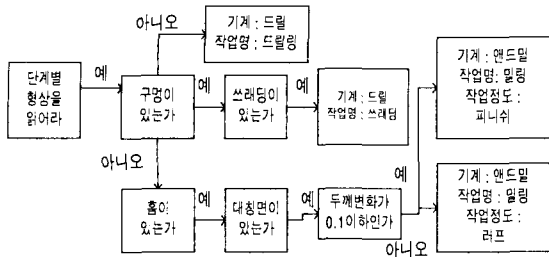 아니오
기계 : 드릴
작업명 ; 드릴링
단계별
형상을
읽어라
예
구멍이
있는가
예
쓰래딩이
있는가
예
기계 : 드릴
작업명 : 쓰래딩
기계 : 앤드밀
작업명: 밀링
작업정도 :
피니쉬
아니오
예
홈이
있는가
예
대칭면이
있는가
예
두께변화가
0.1이하인가
아니오
기계 : 앤드밀
작업명 : 밀링
작업정도 :
러프